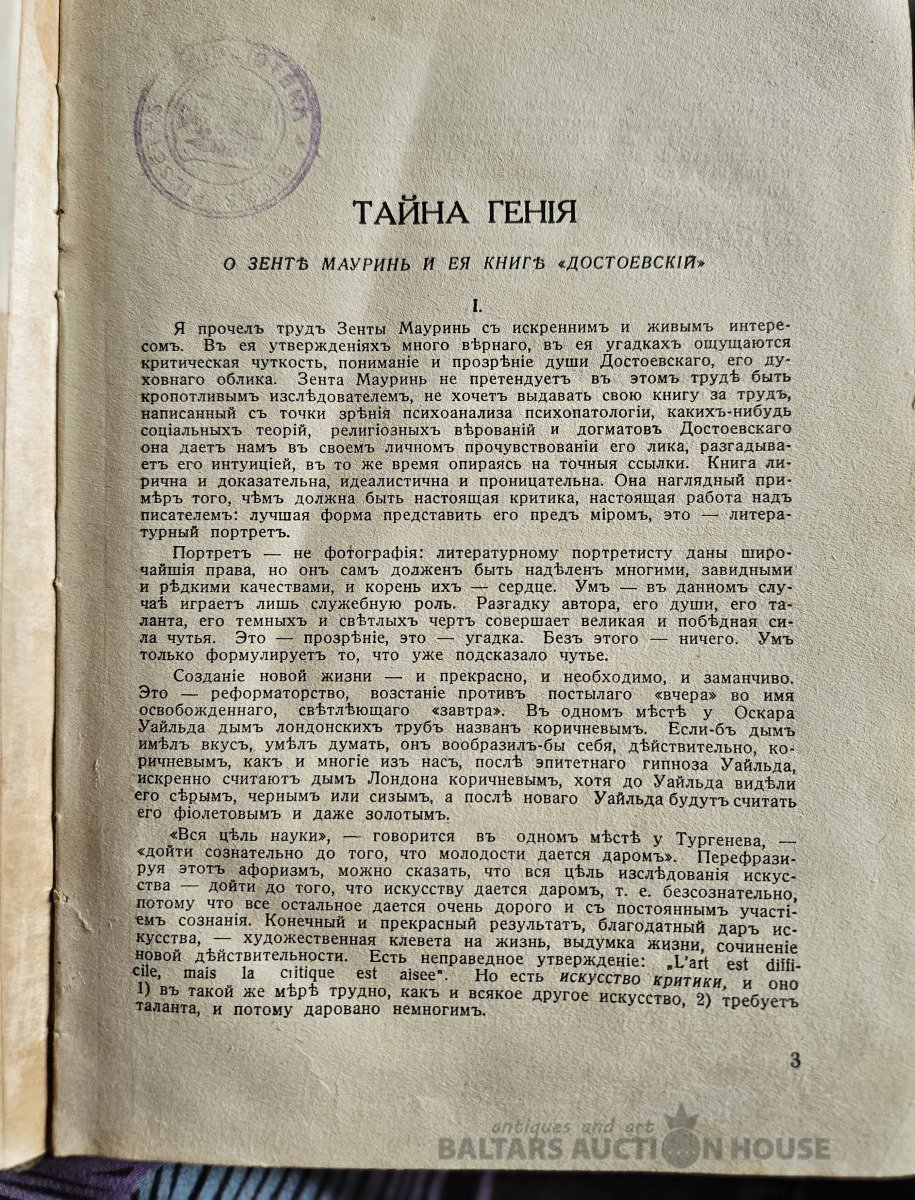 ТАЙНА ГЕНІЯ
О ЗЕНТѢ МАУРИНЬ И ЕЯ КНИГѢ «ДОСТОЕВСКІЙ»
I.
Я прочелъ трудъ Зенты Мауринь съ искреннимъ и живымъ интере-
сомъ. Въ ея утвержденіяхъ много вѣрнаго, въ ея угадкахъ ощущаются
критическая чуткость, пониманіе и прозрѣніе души Достоевскаго, его ду-
ховнаго облика. Зента Мауринь не претендуетъ въ этомъ трудѣ быть
кропотливымъ изслѣдователемъ, не хочетъ выдавать свою книгу за трудъ,
написанный съ точки зрѣнія психоанализа психопатологіи, какихъ-нибудь
соціальныхъ теорій, религіозныхъ вѣрованій и догматовъ Достоевскаго
она даетъ намъ въ своемъ личномъ прочувствованіи его лика, разгадыва-
етъ его интуиціей, въ то же время опираясь на точныя ссылки. Книга ли-
рична и доказательна, идеалистична и проницательна. Она наглядный при-
мѣръ того, чѣмъ должна быть настоящая критика, настоящая работа надъ
писателемъ: лучшая форма представить его предъ міромъ, это — литера-
турный портретъ.
Портретъ — не фотографія: литературному портретисту даны широ-
чайшія права, но онъ самъ долженъ быть надѣленъ многими, завидными
и рѣдкими качествами, и корень ихъ — сердце. Умъ — въ данномъ слу-
чаѣ играетъ лишь служебную роль. Разгадку автора, его души, его та-
ланта, его темныхъ и свѣтлыхъ чертъ совершаетъ великая и побѣдная си-
ла чутья. Это — прозрѣніе, это — угадка. Безъ этого — ничего. Умъ
только формулируетъ то, что уже подсказало чутье.
Созданіе новой жизни — и прекрасно, и необходимо, и заманчиво.
Это — реформаторство, возстаніе противъ постылаго «вчера» во имя
освобожденнаго, свѣтлѣющаго «завтра». Въ одномъ мѣстѣ у Оскара
Уайльда дымъ лондонскихъ трубъ названъ коричневымъ. Если-бъ дымъ
имѣлъ вкусъ, умѣлъ думать, онъ вообразилъ-бы себя, дѣйствительно, ко-
ричневымъ, какъ и многіе изъ насъ, послѣ эпитетнаго гипноза Уайльда,
искренно считаютъ дымъ Лондона коричневымъ, хотя до Уайльда видѣли
его сѣрымъ, чернымъ или сизымъ, а послѣ новаго Уайльда будутъ считать
его фіолетовымъ и даже золотымъ.
«Вся цѣль науки», — говорится въ одномъ мѣстѣ у Тургенева, —
«дойти сознательно до того, что молодости дается даромъ». Перефрази-
руя этотъ афоризмъ, можно сказать, что вся цѣль изслѣдованія искус-
ства — дойти до того, что искусству дается даромъ, т. е. безсознательно,
потому что все остальное дается очень дорого и съ постояннымъ участі-
емъ сознанія. Конечный и прекрасный результатъ, благодатный даръ ис-
кусства, — художественная клевета на жизнь, выдумка жизни, сочиненіе
новой дѣйствительности. Есть неправедное утвержденіе: „L'art est diffi-
cile, mais la critique est aisee“. Но есть искусство критики, и оно
1) въ такой же мѣрѣ трудно, какъ и всякое другое искусство, 2) требуетъ
таланта, и потому даровано немногимъ.
3
antiques and art
BALTARS AUCTION HOUSE